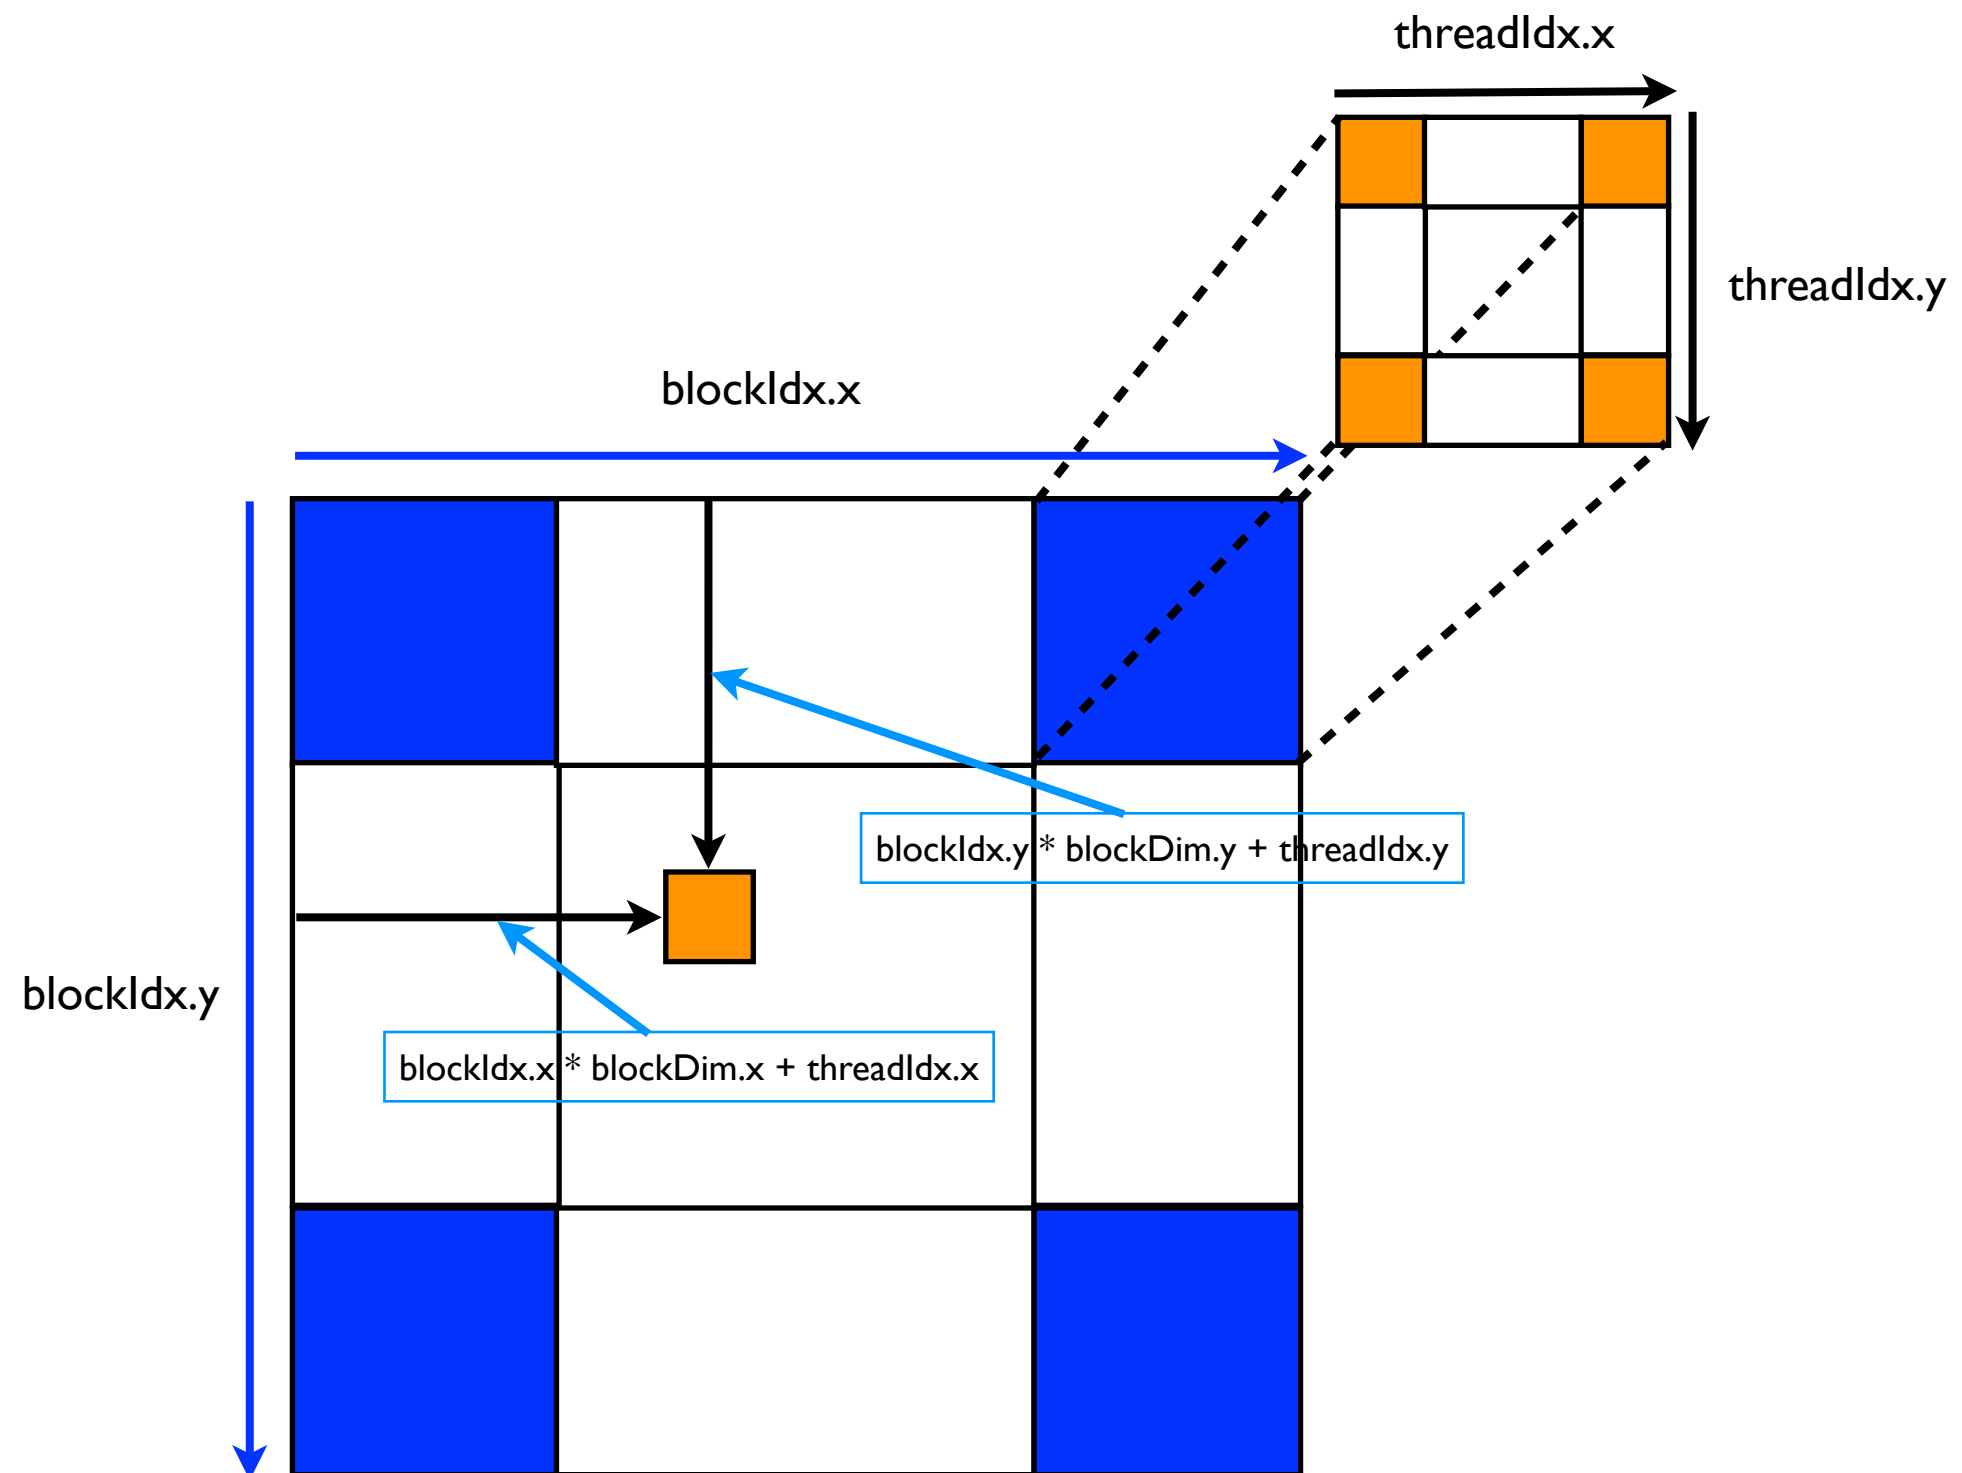 threadIdx.x
threadIdx.y
blockIdx.x
blockIdx.y * blockDim.y + threadIdx.y
blockIdx.y
blockIdx.x * blockDim.x + threadIdx.x